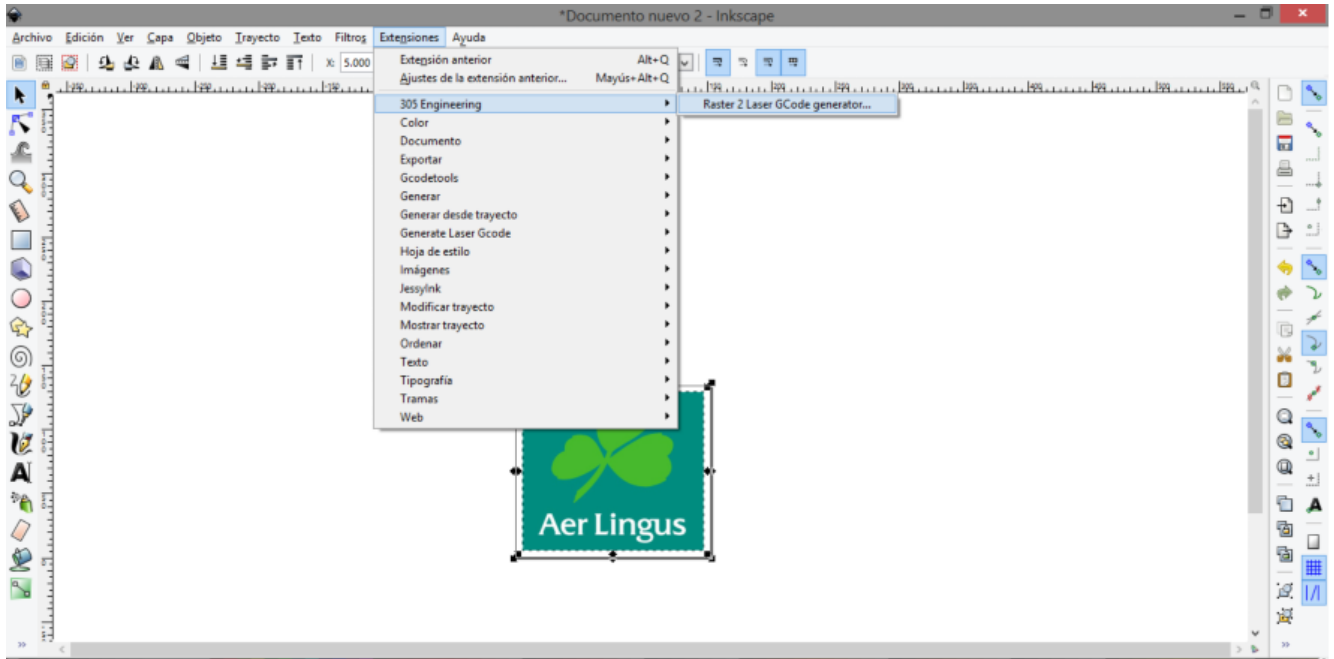 *Documento nuevo 2 - Inkscape
Archivo Edición Ver Capa Objeto Trayecto Texto Filtros Extensiones Ayuda
X: 5.000
Extensión anterior Alt+Q
Ajustes de la extensión anterior... Mayús+Alt+Q
305 Engineering
Raster 2 Laser GCode generator...
Color
Documento
Exportar
Gcodetools
Generar
Generar desde trayecto
Generate Laser Gcode
Hoja de estilo
Imágenes
JessyInk
Modificar trayecto
Mostrar trayecto
Ordenar
Texto
Tipografía
Tramas
Web
Aer Lingus